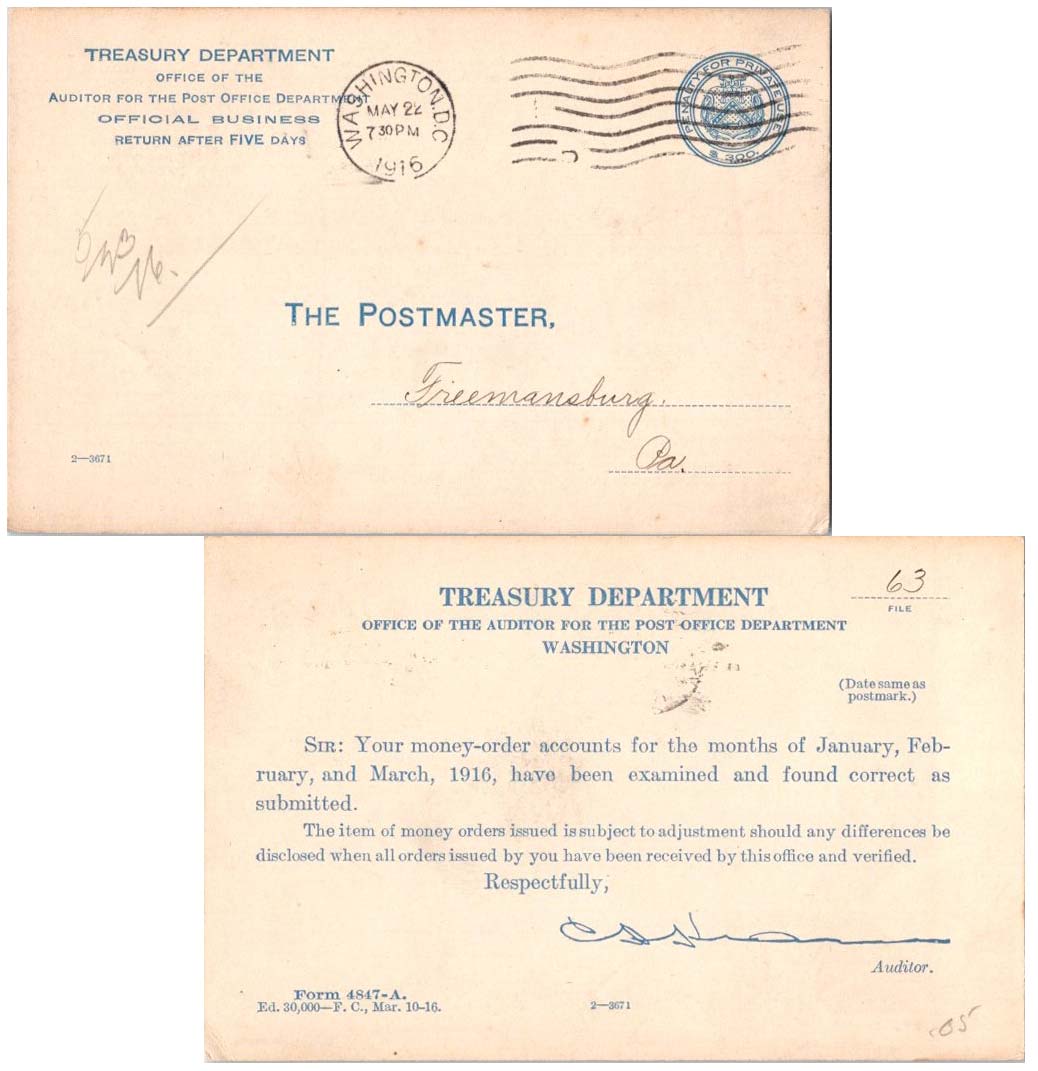 TREASURY DEPARTMENT
OFFICE OF THE
AUDITOR FOR THE POST OFFICE DEPARTMENT
OFFICIAL BUSINESS
RETURN AFTER FIVE DAYS
WASHINGTON, D.C.
MAY 22
7 30 PM
1916
PENALTY FOR PRIVATE USE
$ 300.
THE POSTMASTER,
Freemansburg.
Pa.
2—3671
63
FILE
TREASURY DEPARTMENT
OFFICE OF THE AUDITOR FOR THE POST OFFICE DEPARTMENT
WASHINGTON
(Date same as
postmark.)
SIR: Your money-order accounts for the months of January, Feb-
ruary, and March, 1916, have been examined and found correct as
submitted.
The item of money orders issued is subject to adjustment should any differences be
disclosed when all orders issued by you have been received by this office and verified.
Respectfully,
Auditor.
Form 4847-A.
Ed. 30,000—F. C., Mar. 10-16.
2—3671
.05